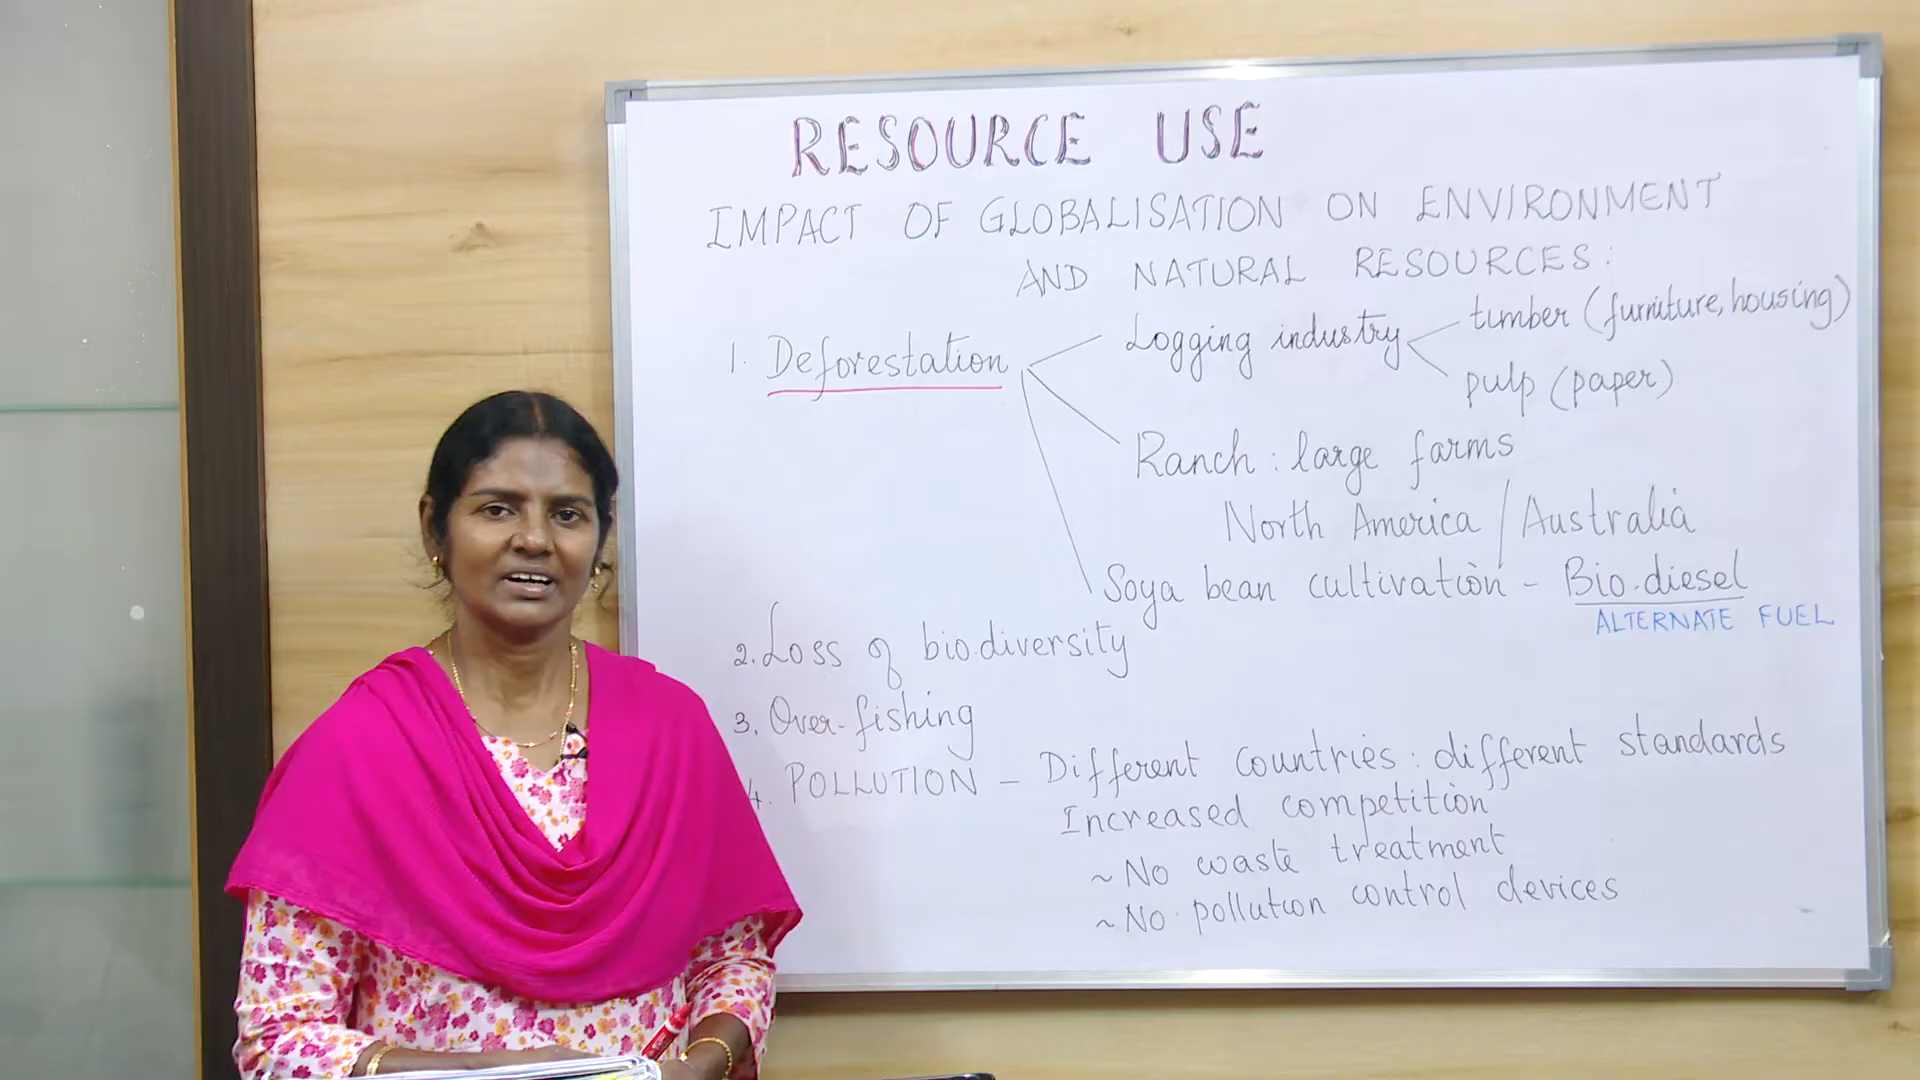 RESOURCE USE
IMPACT OF GLOBALISATION ON ENVIRONMENT
AND NATURAL RESOURCES:
1. Deforestation
Logging industry
timber (furniture, housing)
pulp (paper)
Ranch: large farms
North America / Australia
Soya bean cultivation - Bio.diesel
ALTERNATE FUEL
2. Loss of bio.diversity
3. Over-fishing
4. POLLUTION - Different countries: different standards
Increased competition
~ No waste treatment
~ No pollution control devices